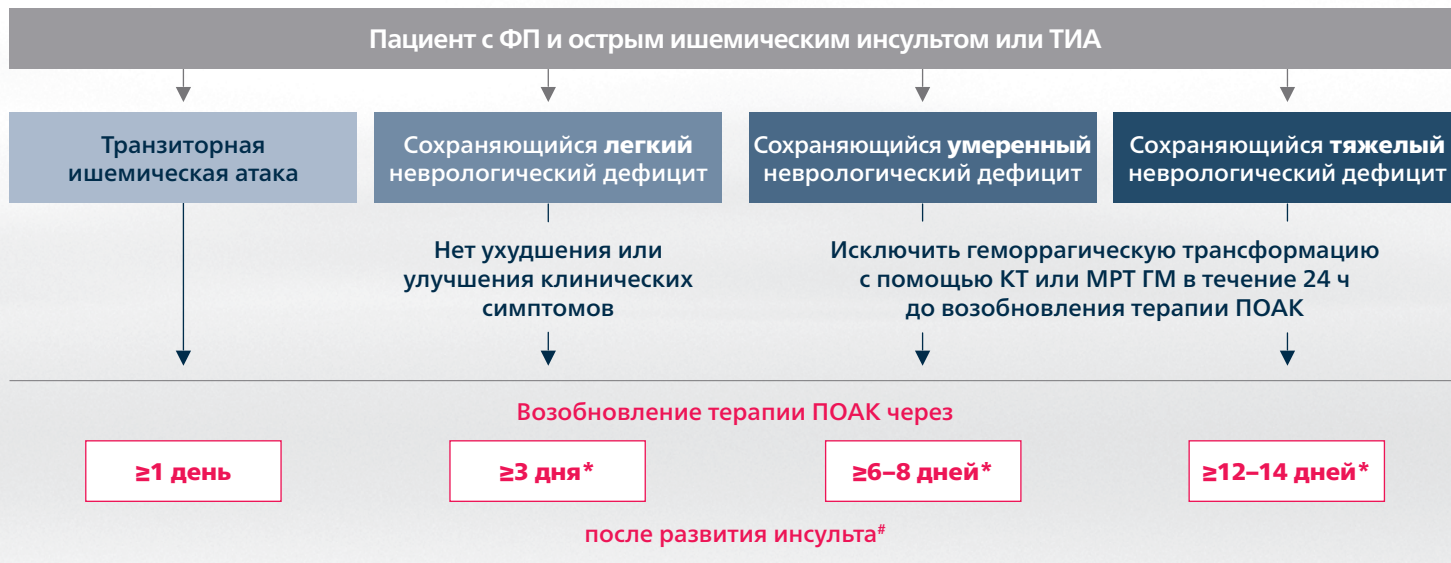 Пациент с ФП и острым ишемическим инсультом или ТИА
Транзиторная
ишемическая атака
Сохраняющийся легкий
неврологический дефицит
Сохраняющийся умеренный
неврологический дефицит
Сохраняющийся тяжелый
неврологический дефицит
Нет ухудшения или
улучшения клинических
симптомов
Исключить геморрагическую трансформацию
с помощью КТ или МРТ ГМ в течение 24 ч
до возобновления терапии ПОАК
Возобновление терапии ПОАК через
≥1 день
≥3 дня*
≥6–8 дней*
≥12–14 дней*
после развития инсульта#